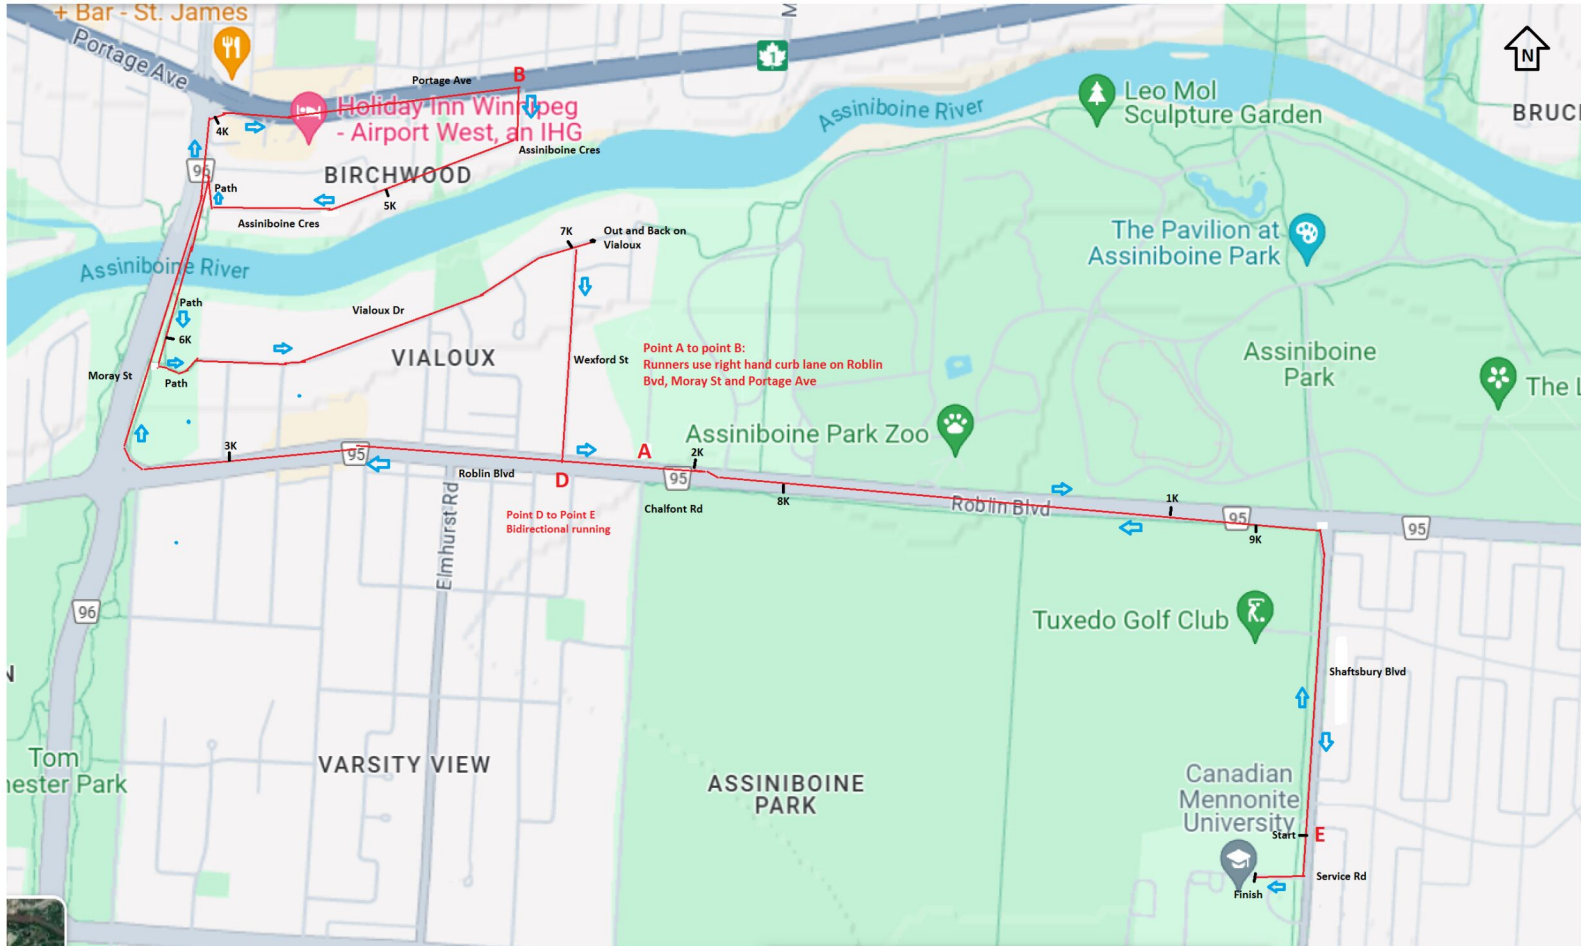 + Bar - St. James
Portage Ave
Portage Ave
B
1
N
Holiday Inn Winnipeg
- Airport West, an IHG
4K
Assiniboine River
Leo Mol
Sculpture Garden
BRUC
Assiniboine Cres
96
BIRCHWOOD
Path
5K
Assiniboine Cres
7K
Out and Back on
Vialoux
The Pavilion at
Assiniboine Park
Assiniboine River
Path
Vialoux Dr
6K
Moray St
Path
VIALOUX
Wexford St
Point A to point B:
Runners use right hand curb lane on Roblin
Bvd, Moray St and Portage Ave
Assiniboine
Park
The L
3K
95
Roblin Blvd
D
A
2K
95
Assiniboine Park Zoo
Chalfont Rd
8K
Roblin Blvd
1K
95
9K
95
Point D to Point E
Bidirectional running
Elmhurst Rd
96
Tuxedo Golf Club
Shaftsbury Blvd
N
Tom
hester Park
VARSITY VIEW
ASSINIBOINE
PARK
Canadian
Mennonite
University
Start
E
Service Rd
Finish